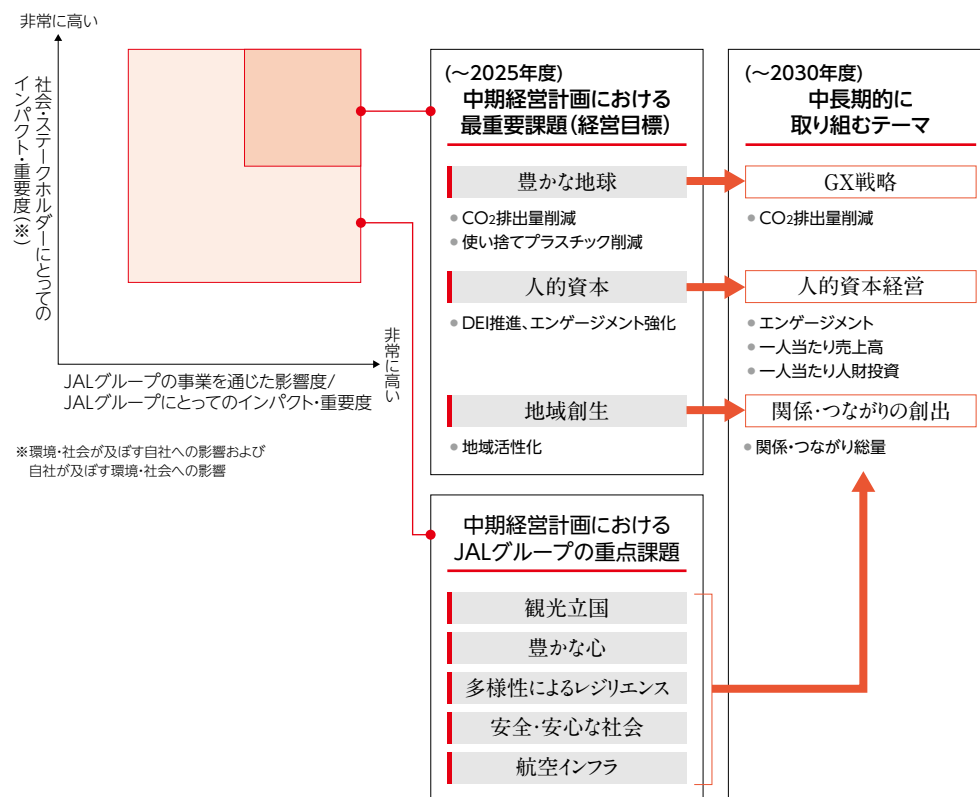 非常に高い
社会・ステークホルダーにとっての
インパクト・重要度(※)
非常に高い
JALグループの事業を通じた影響度/
JALグループにとってのインパクト・重要度
※環境・社会が及ぼす自社への影響および
自社が及ぼす環境・社会への影響
(～2025年度)
中期経営計画における
最重要課題(経営目標)
豊かな地球
● CO₂排出量削減
● 使い捨てプラスチック削減
人的資本
● DEI推進、エンゲージメント強化
地域創生
● 地域活性化
中期経営計画における
JALグループの重点課題
観光立国
豊かな心
多様性によるレジリエンス
安全・安心な社会
航空インフラ
(～2030年度)
中長期的に
取り組むテーマ
GX戦略
● CO₂排出量削減
人的資本経営
● エンゲージメント
● 一人当たり売上高
● 一人当たり人財投資
関係・つながりの創出
● 関係・つながり総量